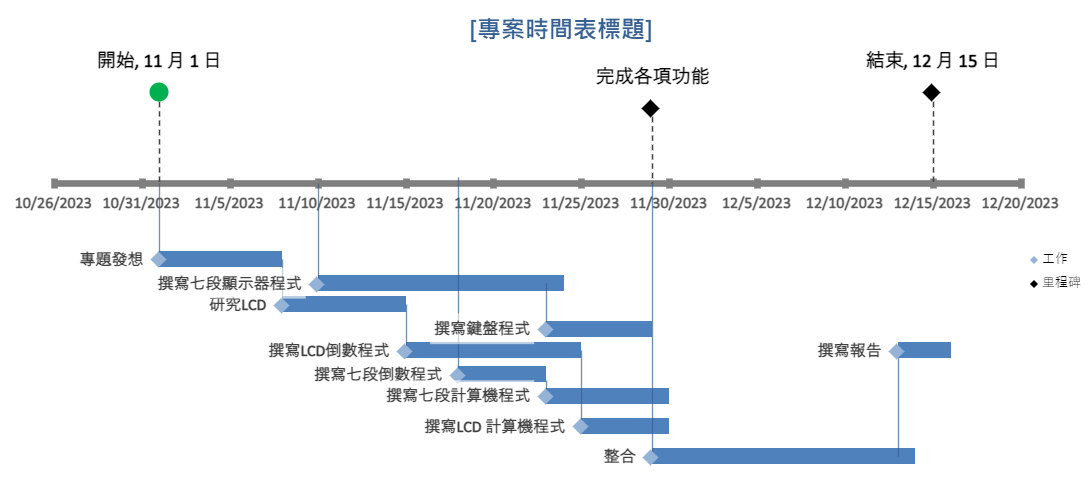 [專案時間表標題]
開始, 11 月 1 日
完成各項功能
結束, 12 月 15 日
10/26/2023 10/31/2023 11/5/2023 11/10/2023 11/15/2023 11/20/2023 11/25/2023 11/30/2023 12/5/2023 12/10/2023 12/15/2023 12/20/2023
專題發想
工作
撰寫七段顯示器程式
里程碑
研究LCD
撰寫鍵盤程式
撰寫LCD倒數程式
撰寫報告
撰寫七段倒數程式
撰寫七段計算機程式
撰寫LCD 計算機程式
整合